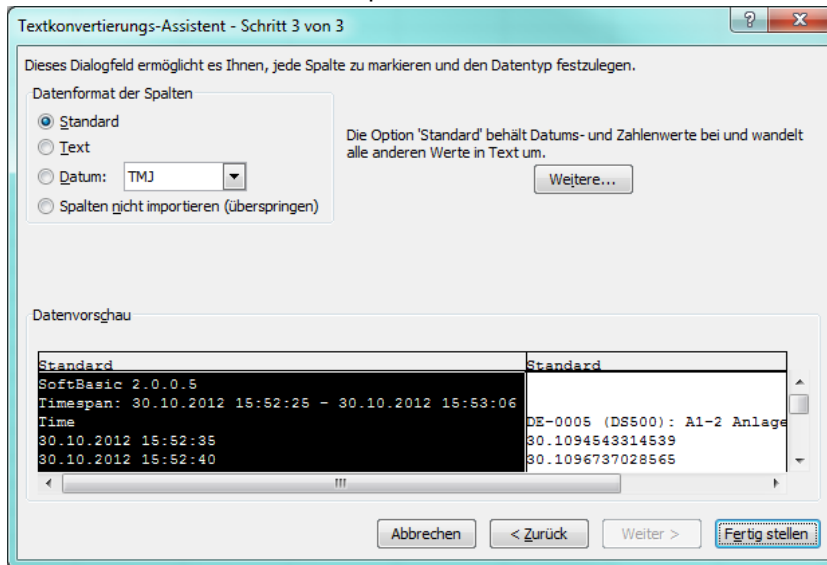 Textkonvertierungs-Assistent - Schritt 3 von 3
Dieses Dialogfeld ermöglicht es Ihnen, jede Spalte zu markieren und den Datentyp festzulegen.
Datenformat der Spalten
Standard
Text
Datum: TMJ
Spalten nicht importieren (überspringen)
Die Option 'Standard' behält Datums- und Zahlenwerte bei und wandelt
alle anderen Werte in Text um.
Weitere...
Datenvorschau
Standard Standard
SoftBasic 2.0.0.5
Timespan: 30.10.2012 15:52:25 - 30.10.2012 15:53:06
Time DE-0005 (DS500): A1-2 Anlage
30.10.2012 15:52:35 30.1094543314539
30.10.2012 15:52:40 30.1096737028565
Abbrechen < Zurück Weiter > Fertig stellen